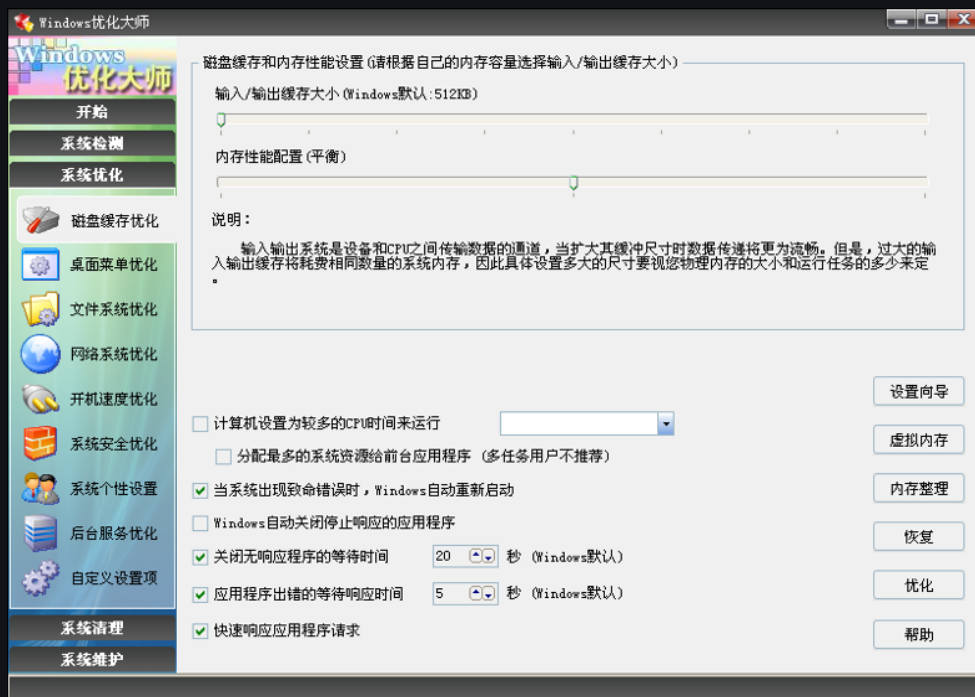 Windows优化大师
Windows
优化大师
开始
系统检测
系统优化
磁盘缓存优化
桌面菜单优化
文件系统优化
网络系统优化
开机速度优化
系统安全优化
系统个性设置
后台服务优化
自定义设置项
系统清理
系统维护
磁盘缓存和内存性能设置(请根据自己的内存容量选择输入/输出缓存大小)
输入/输出缓存大小(Windows默认:512KB)
内存性能配置(平衡)
说明:
输入输出系统是设备和CPU之间传输数据的通道,当扩大其缓冲尺寸时数据传递将更为流畅。但是,过大的输
入输出缓存将耗费相同数量的系统内存,因此具体设置多大的尺寸要视您物理内存的大小和运行任务的多少来定
。
计算机设置为较多的CPU时间来运行
分配最多的系统资源给前台应用程序 (多任务用户不推荐)
当系统出现致命错误时,Windows自动重新启动
Windows自动关闭停止响应的应用程序
关闭无响应程序的等待时间 20 秒 (Windows默认)
应用程序出错的等待响应时间 5 秒 (Windows默认)
快速响应应用程序请求
设置向导
虚拟内存
内存整理
恢复
优化
帮助